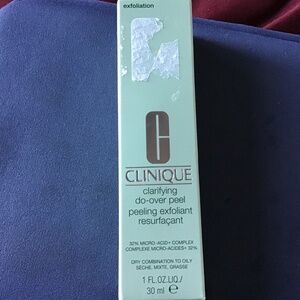 exfoliation
CLINIQUE
clarifying
do-over peel
peeling exfoliant
resurfaçant
32% MICRO-ACID+ COMPLEX
COMPLEXE MICRO-ACIDES+ 32%
DRY COMBINATION TO OILY
SÈCHE, MIXTE, GRASSE
1 FL.OZ.LIQ./
30 ml ℮